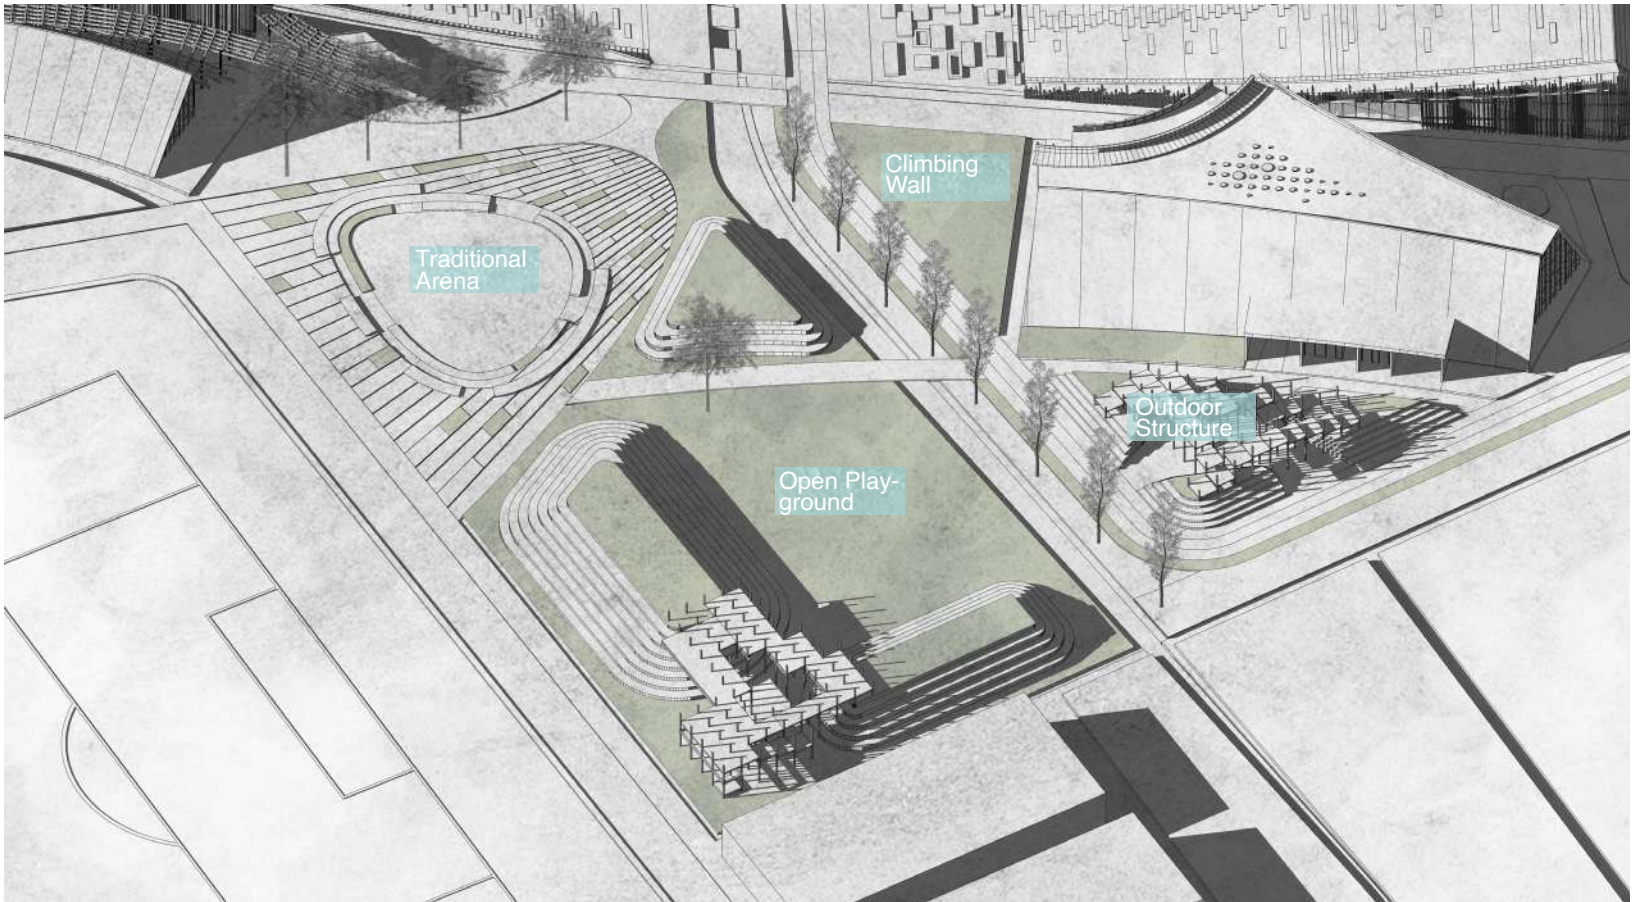 Climbing
Wall
Traditional
Arena
Outdoor
Structure
Open Play-
ground